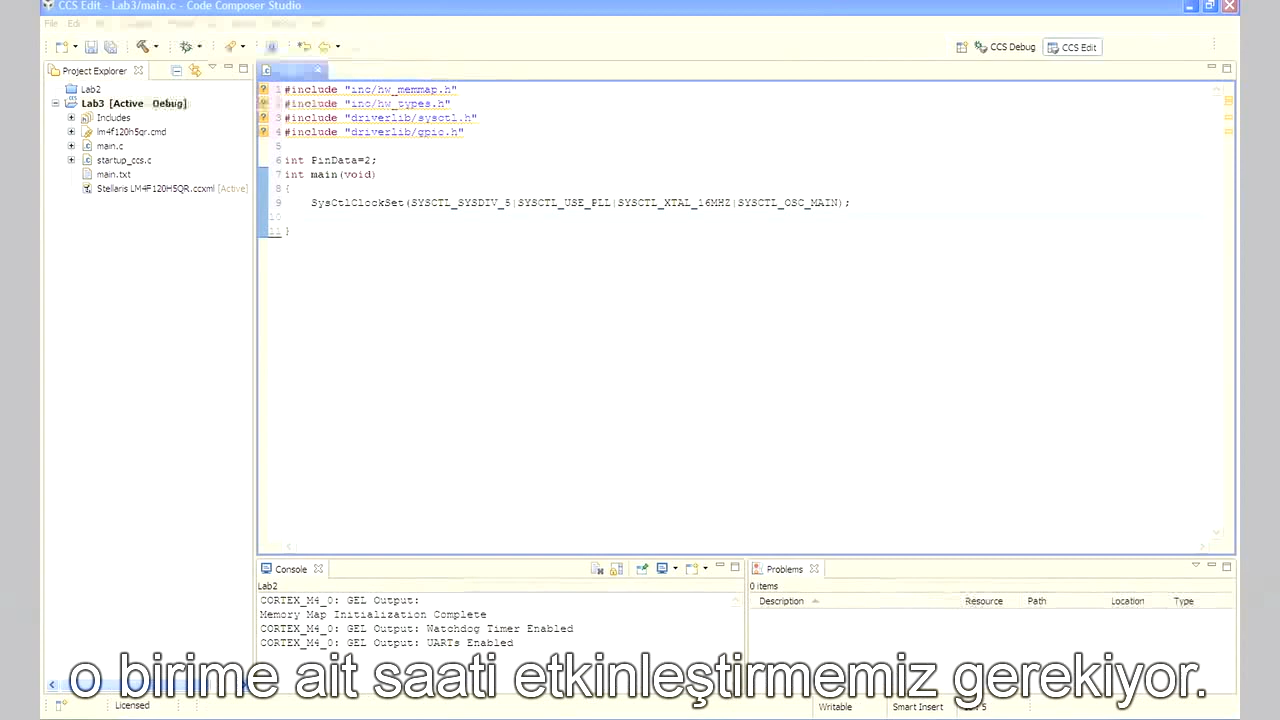 CCS Edit - Lab3/main.c - Code Composer Studio
File Edi
CCS Debug CCS Edit
Project Explorer
Lab2
Lab3 [Active Debug]
Includes
lm4f120h5qr.cmd
main.c
startup_ccs.c
main.txt
Stellaris LM4F120H5QR.ccxml [Active]
1 #include "inc/hw_memmap.h"
2 #include "inc/hw_types.h"
3 #include "driverlib/sysctl.h"
4 #include "driverlib/gpio.h"
5
6 int PinData=2;
7 int main(void)
8 {
9 SysCtlClockSet(SYSCTL_SYSDIV_5|SYSCTL_USE_PLL|SYSCTL_XTAL_16MHZ|SYSCTL_OSC_MAIN);
10
11 }
Console
Lab2
CORTEX_M4_0: GEL Output:
Memory Map Initialization Complete
CORTEX_M4_0: GEL Output: Watchdog Timer Enabled
CORTEX_M4_0: GEL Output: UARTs Enabled
Problems
0 items
Description Resource Path Location Type
o birime ait saati etkinleştirmemiz gerekiyor.
Licensed
Writable Smart Insert